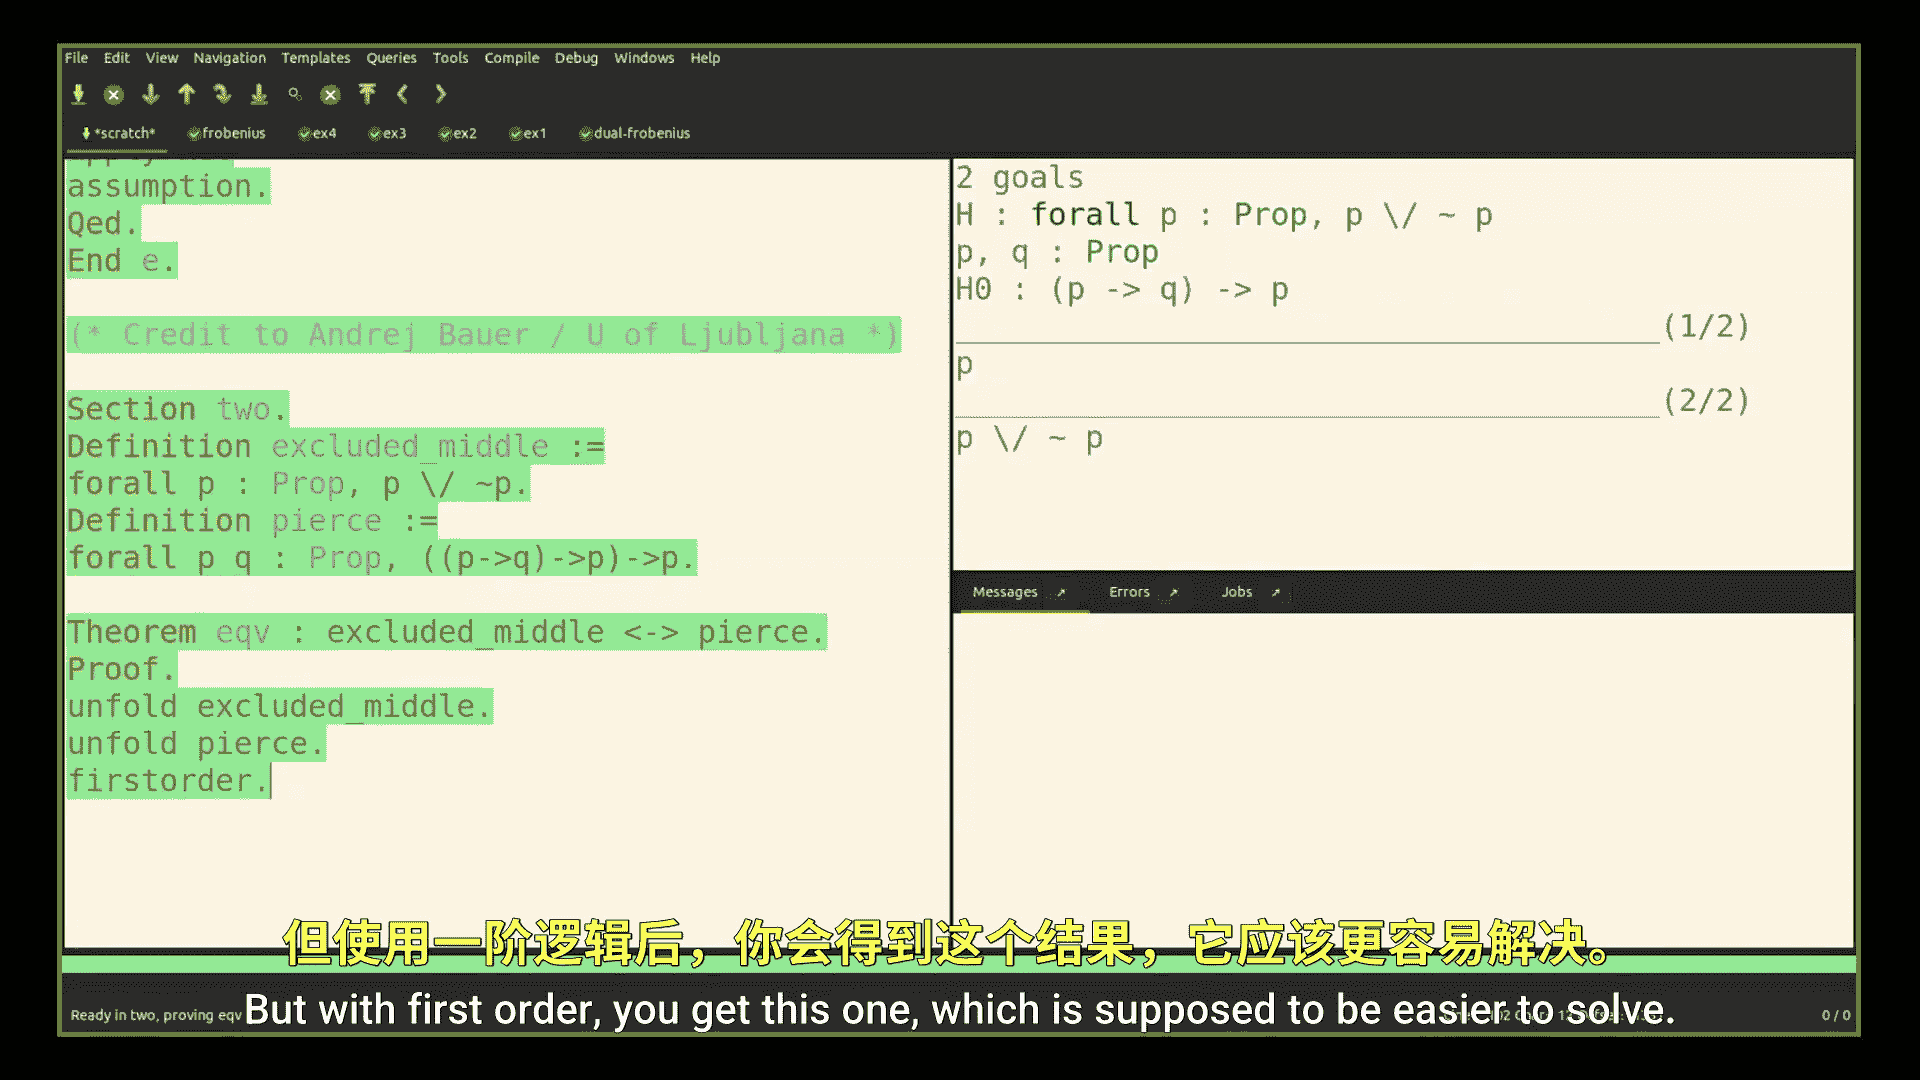 File Edit View Navigation Templates Queries Tools Compile Debug Windows Help
*scratch* frobenius ex4 ex3 ex2 ex1 dual-frobenius
assumption.
Qed.
End e.
(* Credit to Andrej Bauer / U of Ljubljana *)
Section two.
Definition excluded_middle :=
forall p : Prop, p \/ ~p.
Definition pierce :=
forall p q : Prop, ((p->q)->p)->p.
Theorem eqv : excluded_middle <-> pierce.
Proof.
unfold excluded_middle.
unfold pierce.
firstorder.
2 goals
H : forall p : Prop, p \/ ~ p
p, q : Prop
H0 : (p -> q) -> p
(1/2)
p
(2/2)
p \/ ~ p
Messages Errors Jobs
但使用一阶逻辑后，你会得到这个结果，它应该更容易解决。
But with first order, you get this one, which is supposed to be easier to solve.
Ready in two, proving eqv
0 / 0